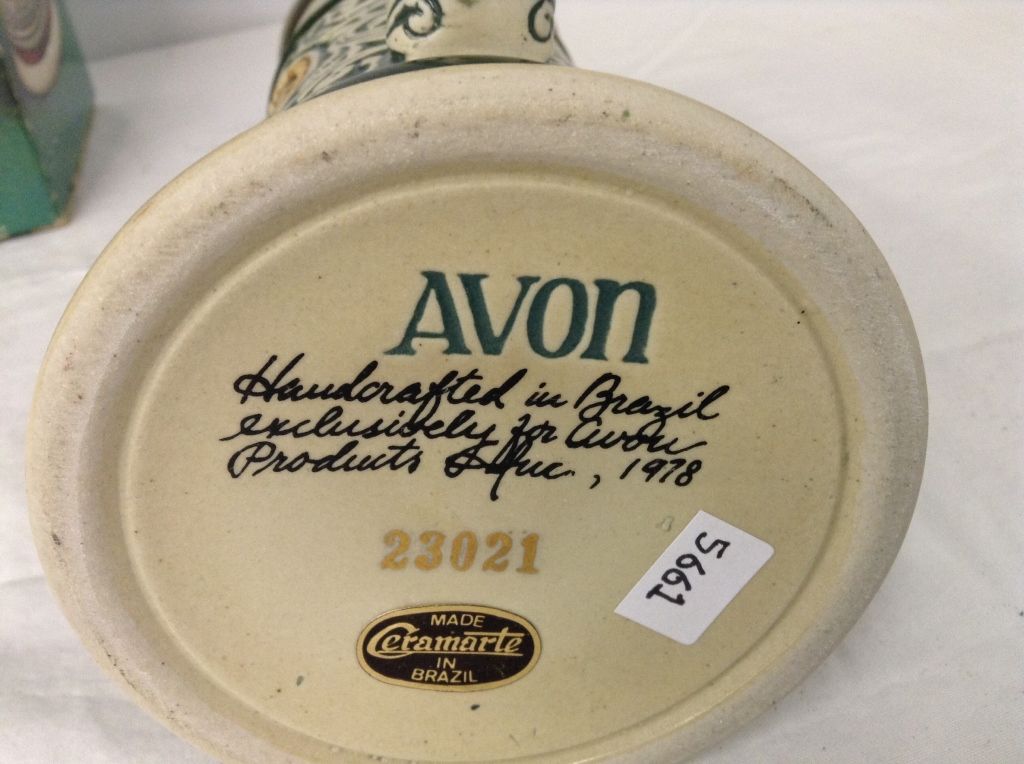 AVON
Handcrafted in Brazil
exclusively for Avon
Products Inc., 1978
23021
5661
MADE
Ceramarte
IN
BRAZIL